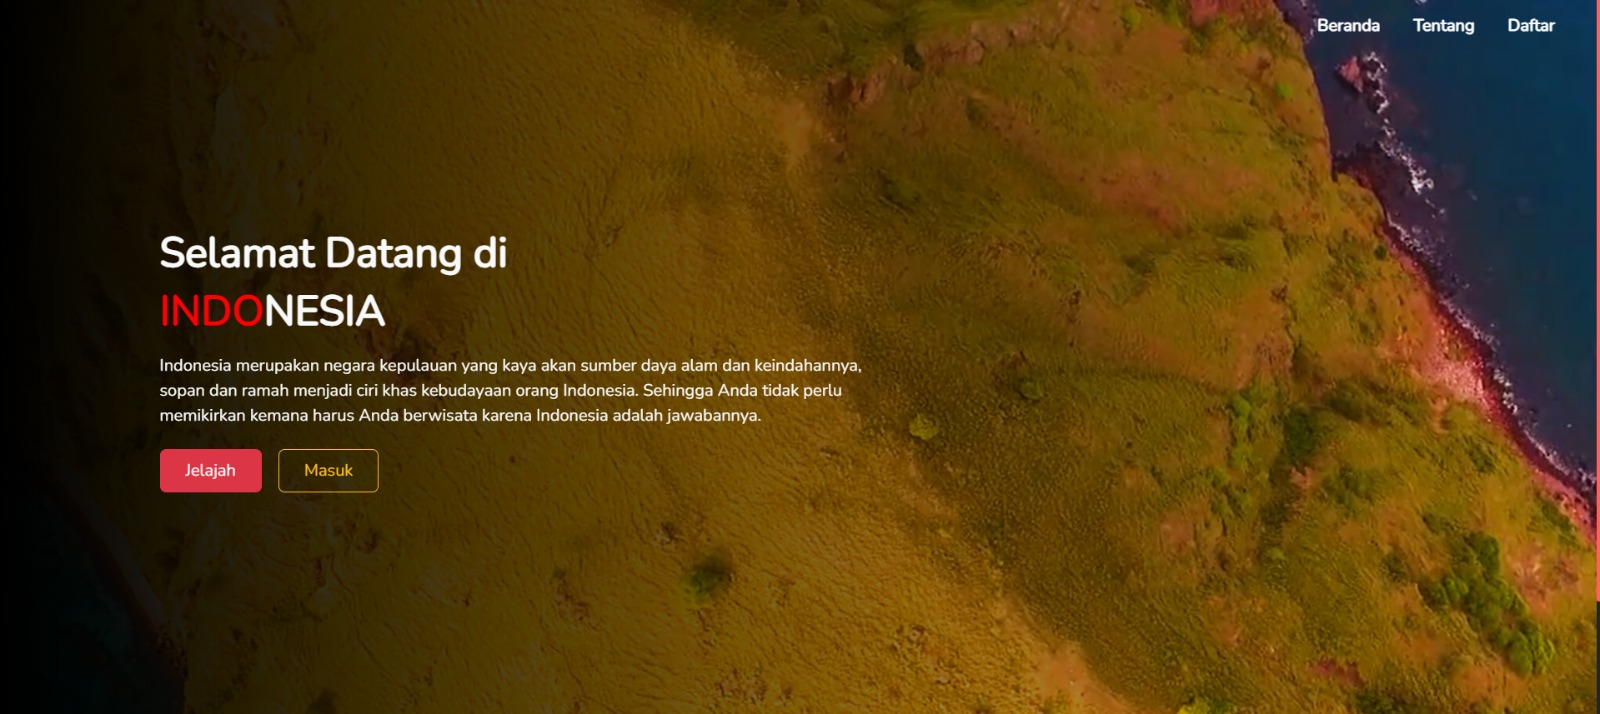 Beranda Tentang Daftar
Selamat Datang di
INDONESIA
Indonesia merupakan negara kepulauan yang kaya akan sumber daya alam dan keindahannya,
sopan dan ramah menjadi ciri khas kebudayaan orang Indonesia. Sehingga Anda tidak perlu
memikirkan kemana harus Anda berwisata karena Indonesia adalah jawabannya.
Jelajah Masuk